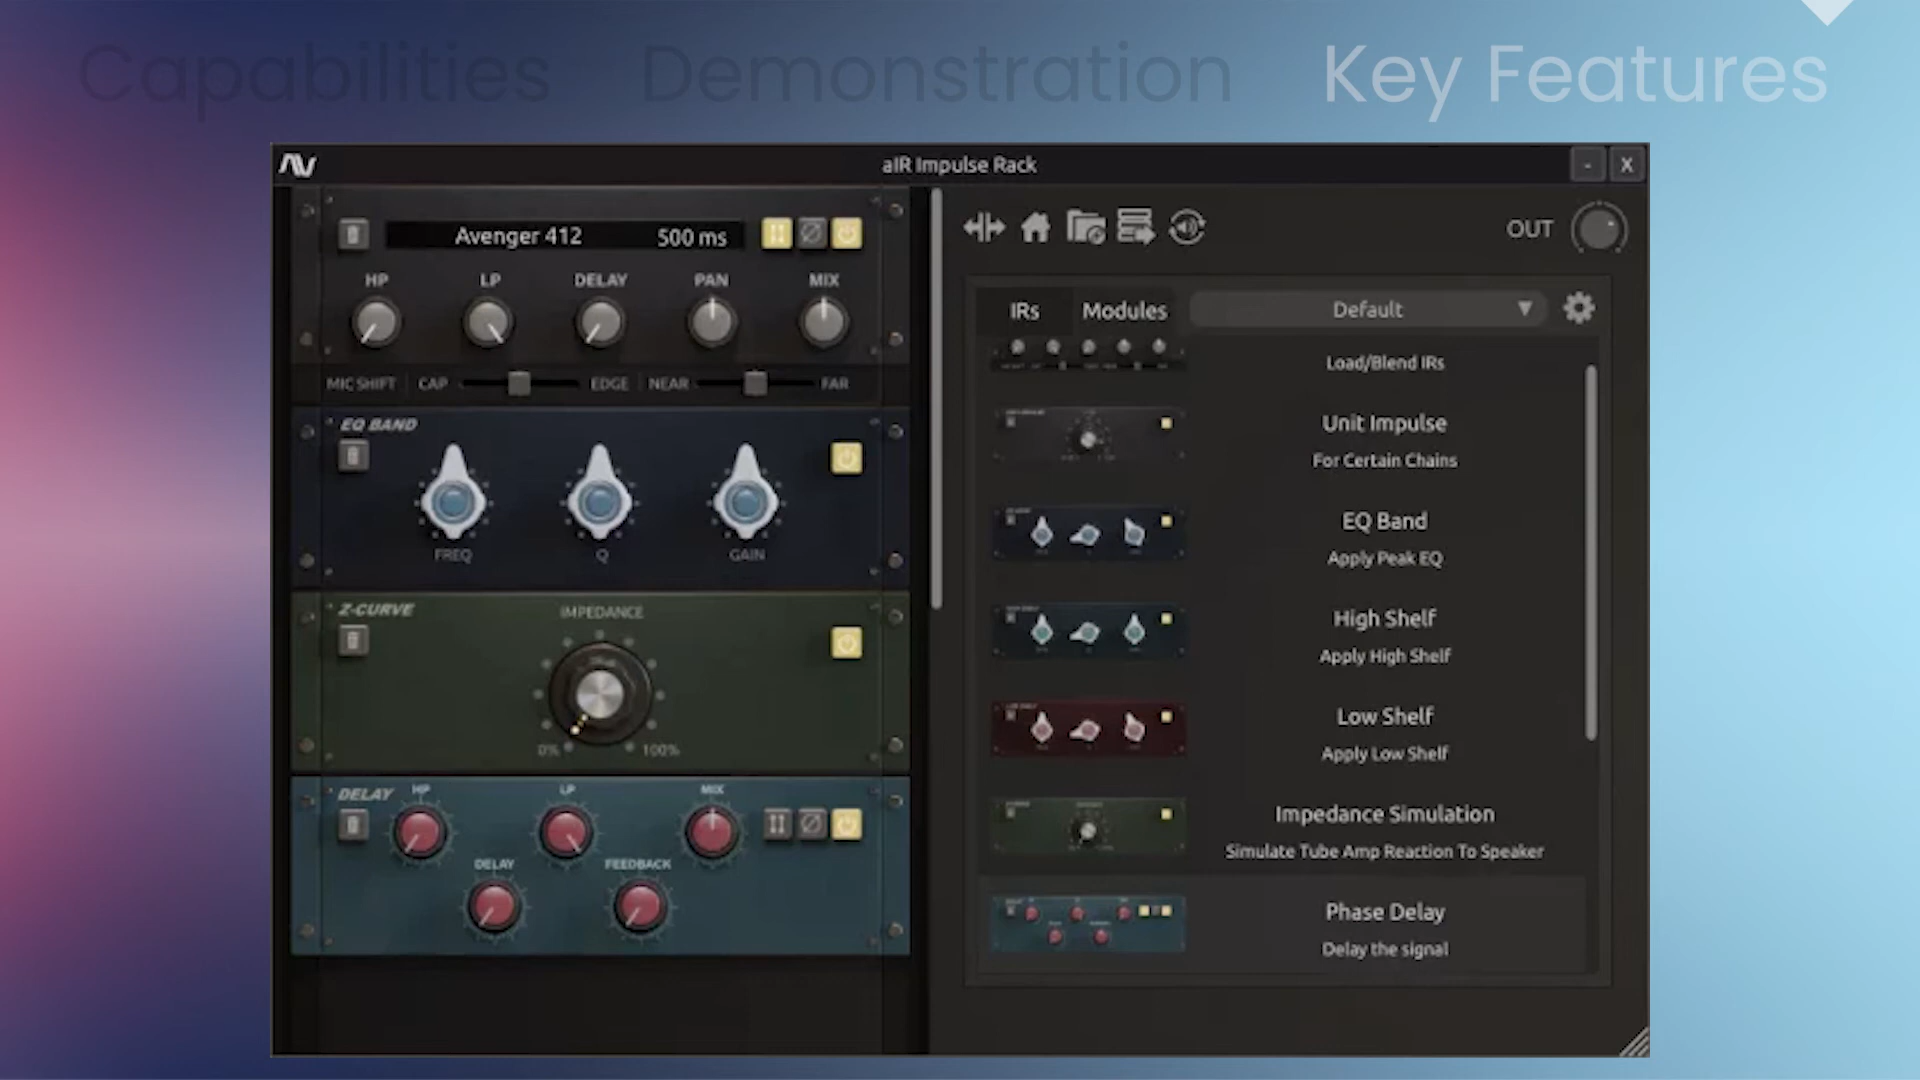 Capabilities Demonstration Key Features
aIR Impulse Rack
- X
Avenger 412 500 ms
HP LP DELAY PAN MIX
MIC SHIFT CAP EDGE NEAR FAR
EQ BAND
FREQ Q GAIN
Z-CURVE IMPEDANCE
0% 100%
DELAY HP LP MIX
DELAY FEEDBACK
OUT
IRs Modules Default
Load/Blend IRs
Unit Impulse
For Certain Chains
EQ Band
Apply Peak EQ
High Shelf
Apply High Shelf
Low Shelf
Apply Low Shelf
Impedance Simulation
Simulate Tube Amp Reaction To Speaker
Phase Delay
Delay the signal